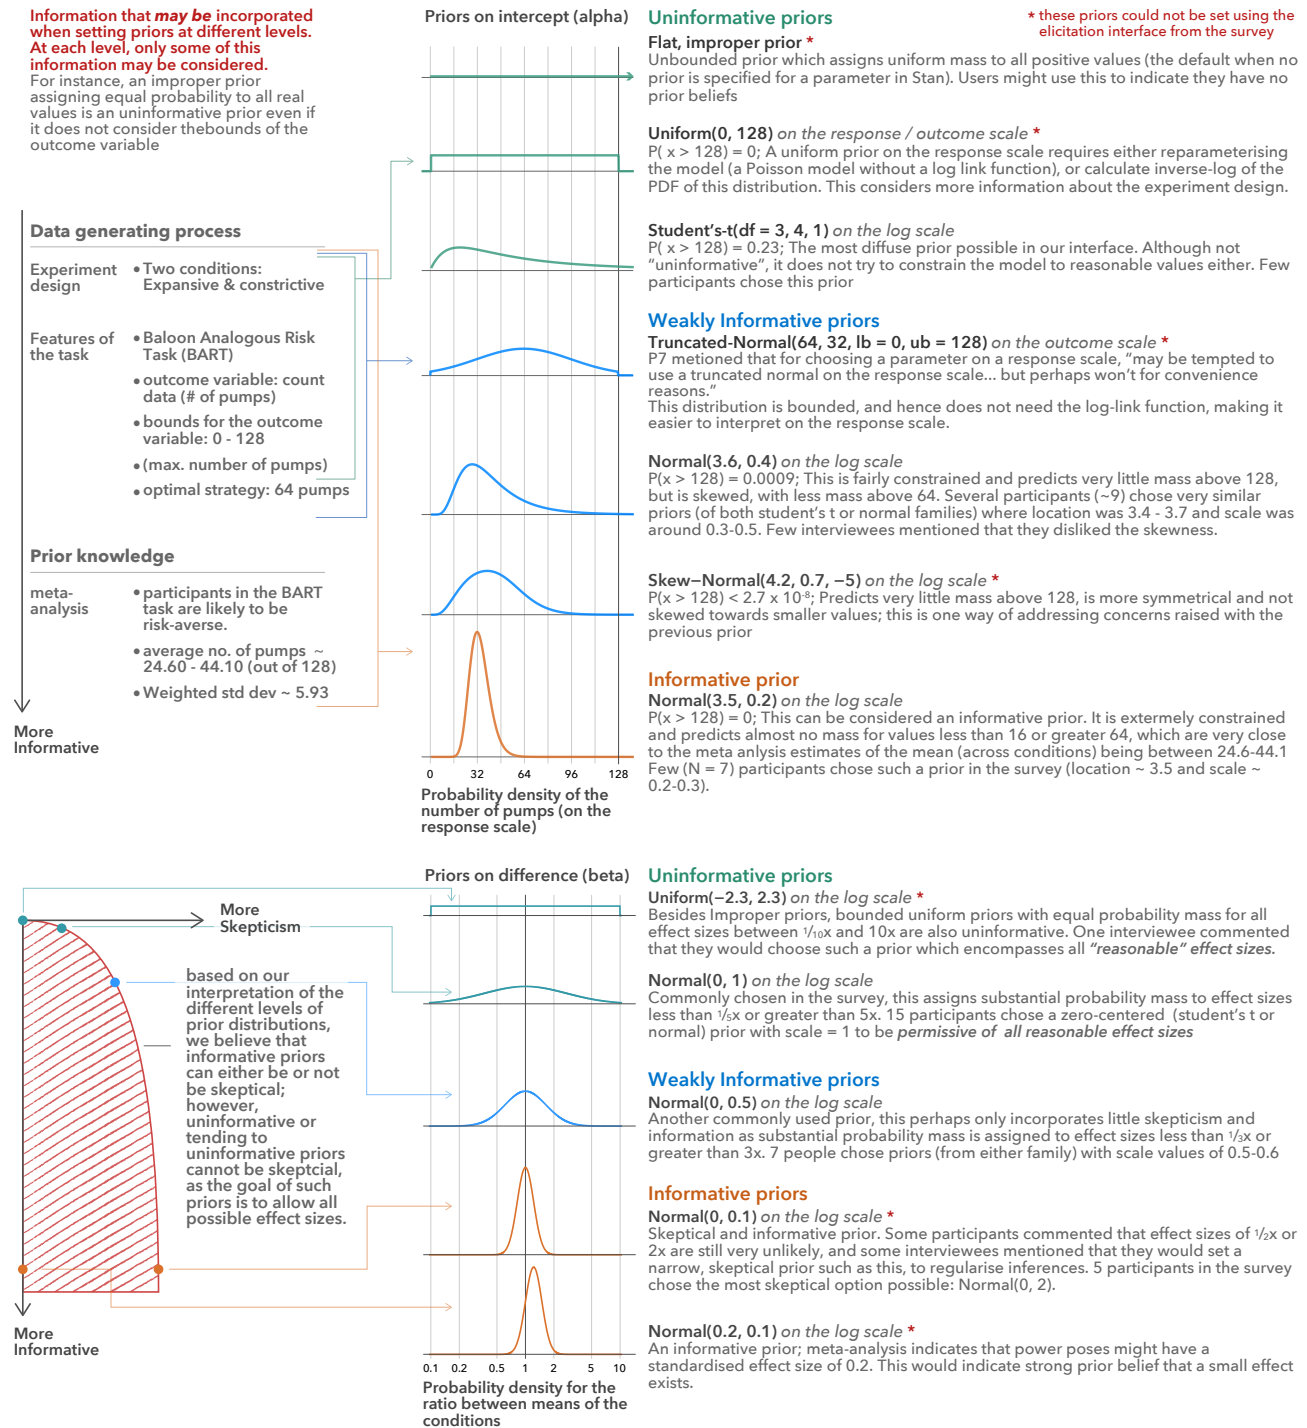 Information that may be incorporated
when setting priors at different levels.
At each level, only some of this
information may be considered.
For instance, an improper prior
assigning equal probability to all real
values is an uninformative prior even if
it does not consider thebounds of the
outcome variable
Data generating process
Experiment
design
• Two conditions:
Expansive & constrictive
Features of
the task
• Baloon Analogous Risk
Task (BART)
• outcome variable: count
data (# of pumps)
• bounds for the outcome
variable: 0 - 128
• (max. number of pumps)
• optimal strategy: 64 pumps
Prior knowledge
meta-
analysis
• participants in the BART
task are likely to be
risk-averse.
• average no. of pumps ~
24.60 - 44.10 (out of 128)
• Weighted std dev ~ 5.93
More
Informative
Priors on intercept (alpha)
0 32 64 96 128
Probability density of the
number of pumps (on the
response scale)
* these priors could not be set using the
elicitation interface from the survey
Uninformative priors
Flat, improper prior *
Unbounded prior which assigns uniform mass to all positive values (the default when no
prior is specified for a parameter in Stan). Users might use this to indicate they have no
prior beliefs
Uniform(0, 128) on the response / outcome scale *
P( x > 128) = 0; A uniform prior on the response scale requires either reparameterising
the model (a Poisson model without a log link function), or calculate inverse-log of the
PDF of this distribution. This considers more information about the experiment design.
Student's-t(df = 3, 4, 1) on the log scale
P( x > 128) = 0.23; The most diffuse prior possible in our interface. Although not
“uninformative”, it does not try to constrain the model to reasonable values either. Few
participants chose this prior
Weakly Informative priors
Truncated-Normal(64, 32, lb = 0, ub = 128) on the outcome scale *
P7 metioned that for choosing a parameter on a response scale, “may be tempted to
use a truncated normal on the response scale... but perhaps won't for convenience
reasons.”
This distribution is bounded, and hence does not need the log-link function, making it
easier to interpret on the response scale.
Normal(3.6, 0.4) on the log scale
P(x > 128) = 0.0009; This is fairly constrained and predicts very little mass above 128,
but is skewed, with less mass above 64. Several participants (~9) chose very similar
priors (of both student's t or normal families) where location was 3.4 - 3.7 and scale was
around 0.3-0.5. Few interviewees mentioned that they disliked the skewness.
Skew−Normal(4.2, 0.7, −5) on the log scale *
P(x > 128) < 2.7 x 10⁻⁸; Predicts very little mass above 128, is more symmetrical and not
skewed towards smaller values; this is one way of addressing concerns raised with the
previous prior
Informative prior
Normal(3.5, 0.2) on the log scale
P(x > 128) = 0; This can be considered an informative prior. It is extermely constrained
and predicts almost no mass for values less than 16 or greater 64, which are very close
to the meta anlysis estimates of the mean (across conditions) being between 24.6-44.1
Few (N = 7) participants chose such a prior in the survey (location ~ 3.5 and scale ~
0.2-0.3).
More
Skepticism
based on our
interpretation of the
different levels of
prior distributions,
we believe that
informative priors
can either be or not
be skeptical;
however,
uninformative or
tending to
uninformative priors
cannot be skeptcial,
as the goal of such
priors is to allow all
possible effect sizes.
More
Informative
Priors on difference (beta)
0.1 0.2 0.5 1 2 5 10
Probability density for the
ratio between means of the
conditions
Uninformative priors
Uniform(−2.3, 2.3) on the log scale *
Besides Improper priors, bounded uniform priors with equal probability mass for all
effect sizes between 1/10x and 10x are also uninformative. One interviewee commented
that they would choose such a prior which encompasses all “reasonable” effect sizes.
Normal(0, 1) on the log scale
Commonly chosen in the survey, this assigns substantial probability mass to effect sizes
less than 1/5x or greater than 5x. 15 participants chose a zero-centered (student's t or
normal) prior with scale = 1 to be permissive of all reasonable effect sizes
Weakly Informative priors
Normal(0, 0.5) on the log scale
Another commonly used prior, this perhaps only incorporates little skepticism and
information as substantial probability mass is assigned to effect sizes less than 1/3x or
greater than 3x. 7 people chose priors (from either family) with scale values of 0.5-0.6
Informative priors
Normal(0, 0.1) on the log scale *
Skeptical and informative prior. Some participants commented that effect sizes of 1/2x or
2x are still very unlikely, and some interviewees mentioned that they would set a
narrow, skeptical prior such as this, to regularise inferences. 5 participants in the survey
chose the most skeptical option possible: Normal(0, 2).
Normal(0.2, 0.1) on the log scale *
An informative prior; meta-analysis indicates that power poses might have a
standardised effect size of 0.2. This would indicate strong prior belief that a small effect
exists.